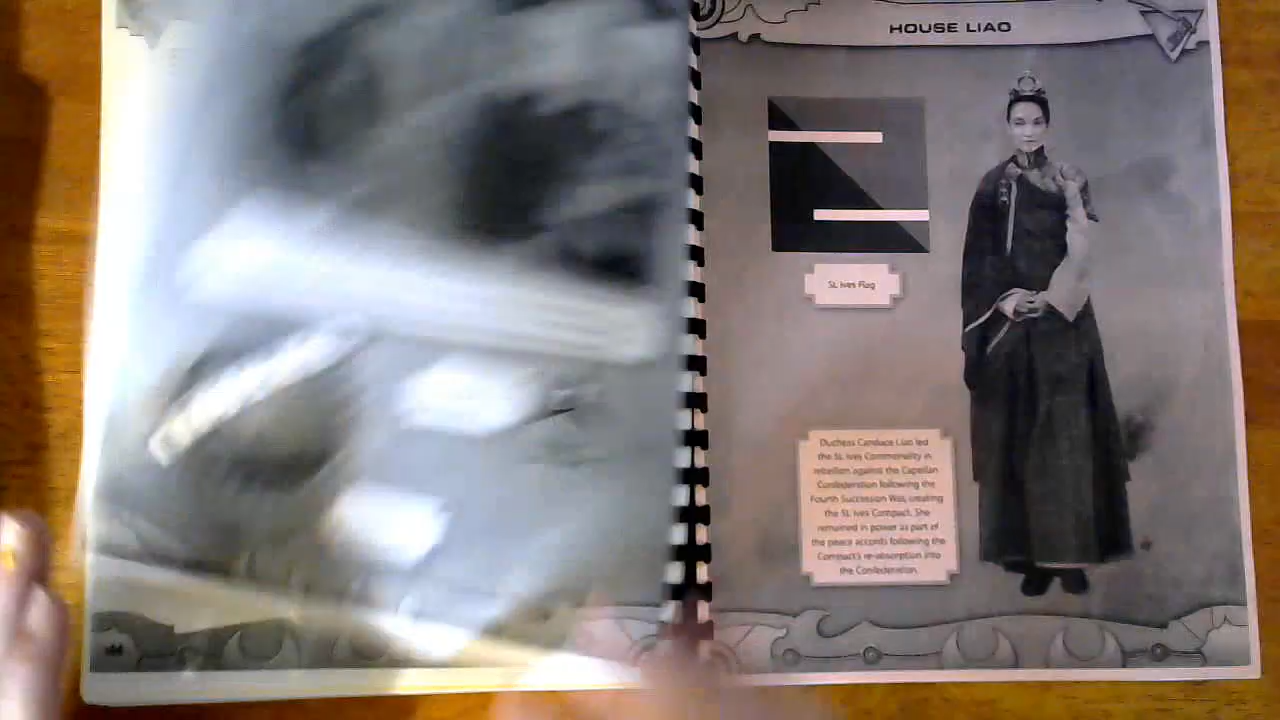 HOUSE LIAO
St. Ives Flag
Duchess Candace Liao led
the St. Ives Commonality in
rebellion against the Capellan
Confederation following the
Fourth Succession War, creating
the St. Ives Compact. She
remained in power as part of
the peace accords following the
Compact's re-absorption into
the Confederation.